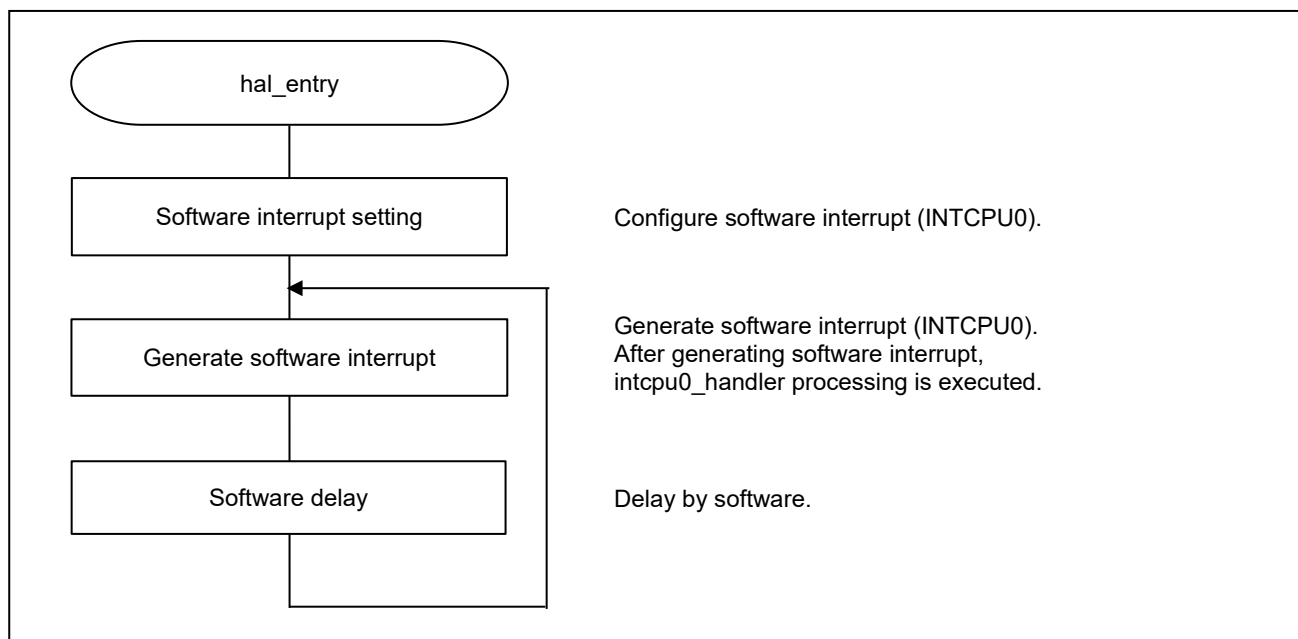 hal_entry
Software interrupt setting
Configure software interrupt (INTCPU0).
Generate software interrupt
Generate software interrupt (INTCPU0).
After generating software interrupt,
intcpu0_handler processing is executed.
Software delay
Delay by software.